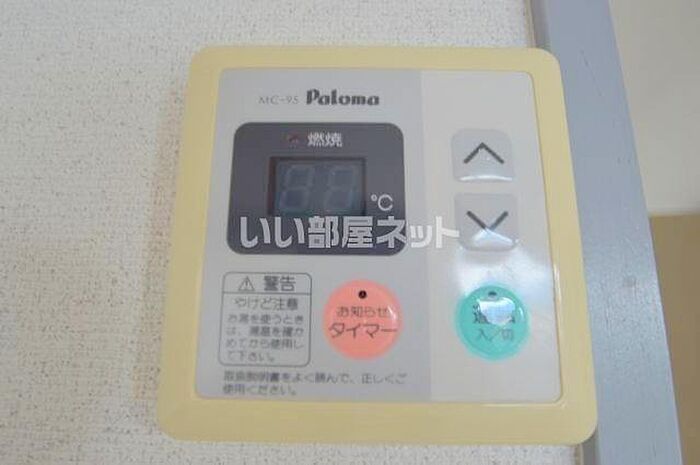 MC-95 Paloma
燃焼
88
℃
いい部屋ネット
警告
やけど注意
お湯を使うとき
は、湯温を確か
めてから使用し
て下さい。
お知らせ
タイマー
入/切
取扱説明書をよく読んで、正しくご
使用ください。